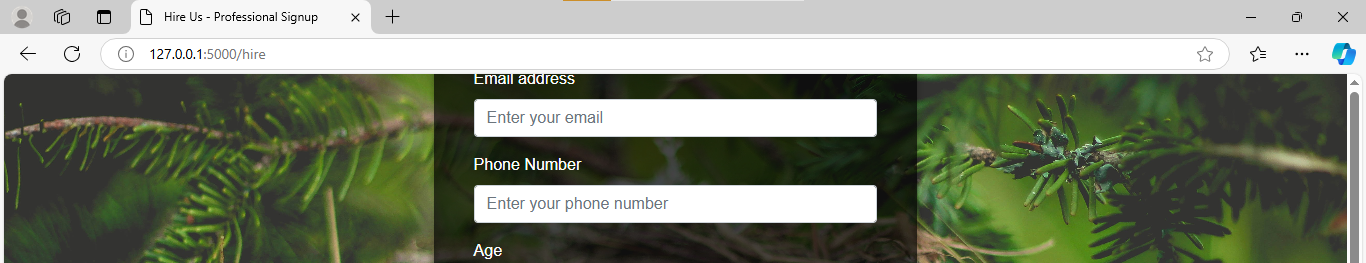 Hire Us - Professional Signup
127.0.0.1:5000/hire
Email address
Enter your email
Phone Number
Enter your phone number
Age